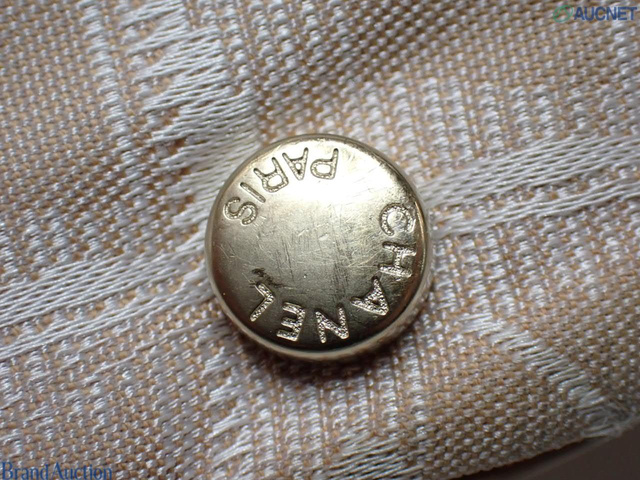 AUCNET
CHANEL
PARIS
Brand Auction